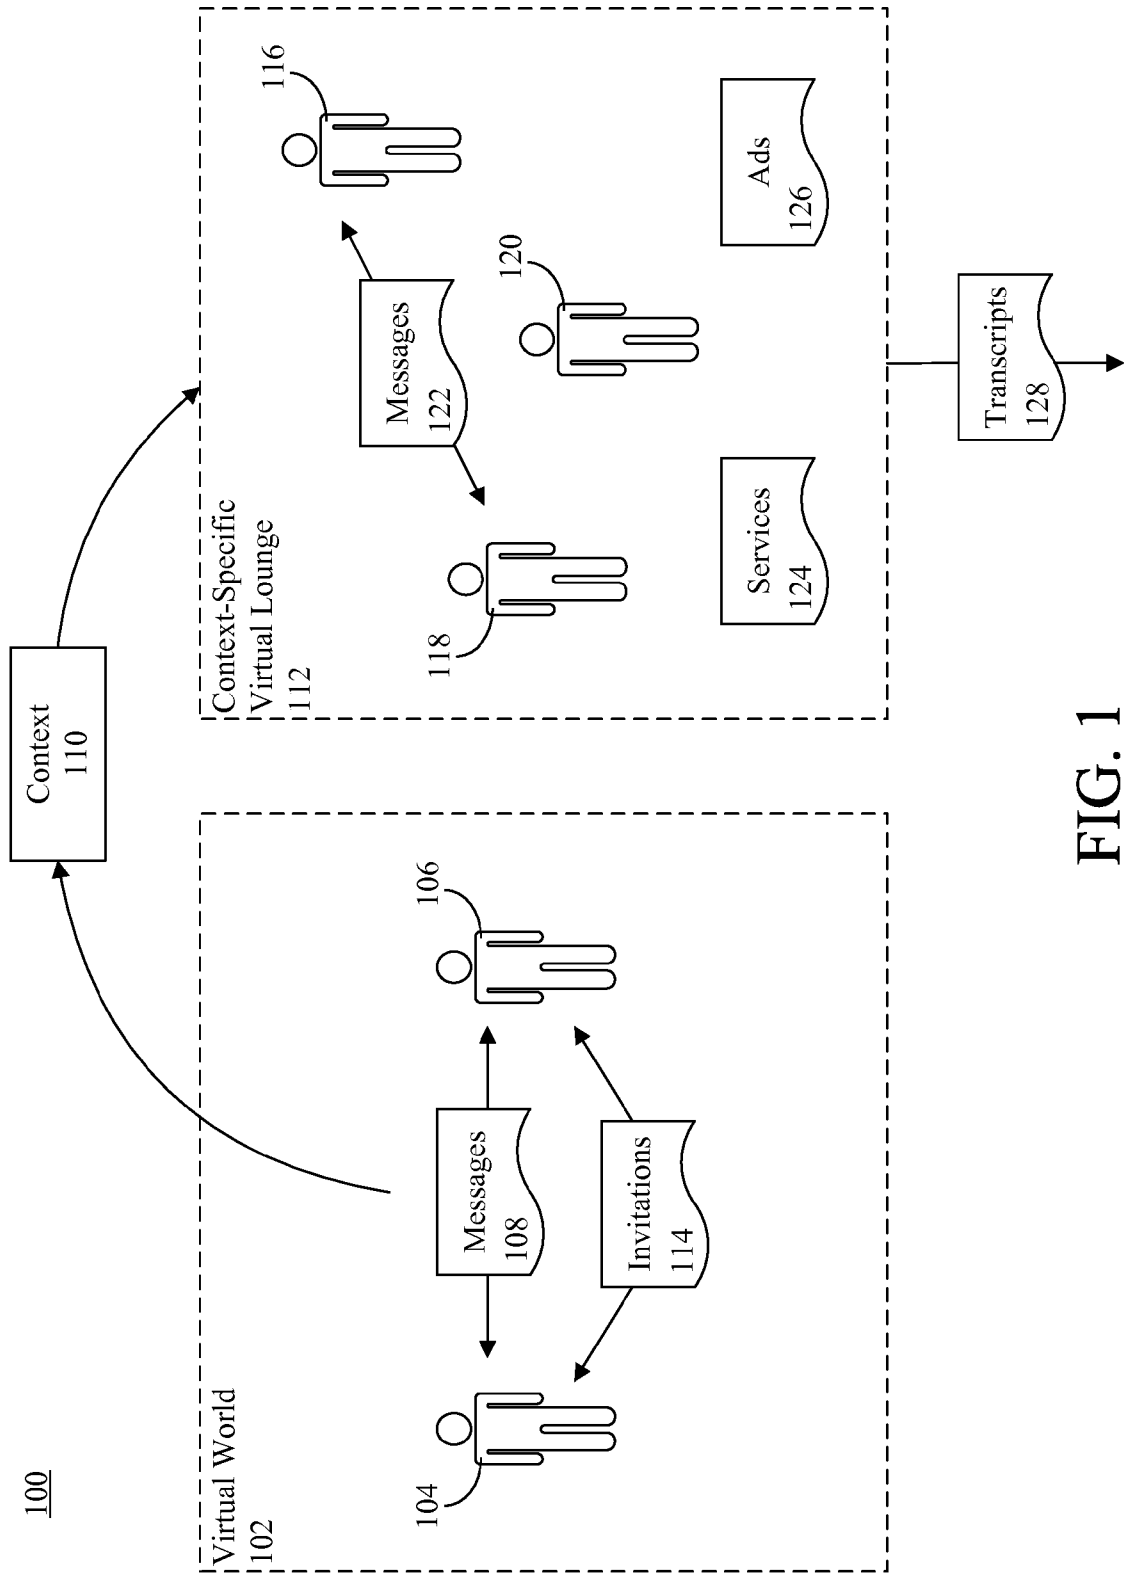 100
Context
110
Virtual World
102
104
106
Messages
108
Invitations
114
Context-Specific
Virtual Lounge
112
116
118
120
Messages
122
Services
124
Ads
126
Transcripts
128
FIG. 1